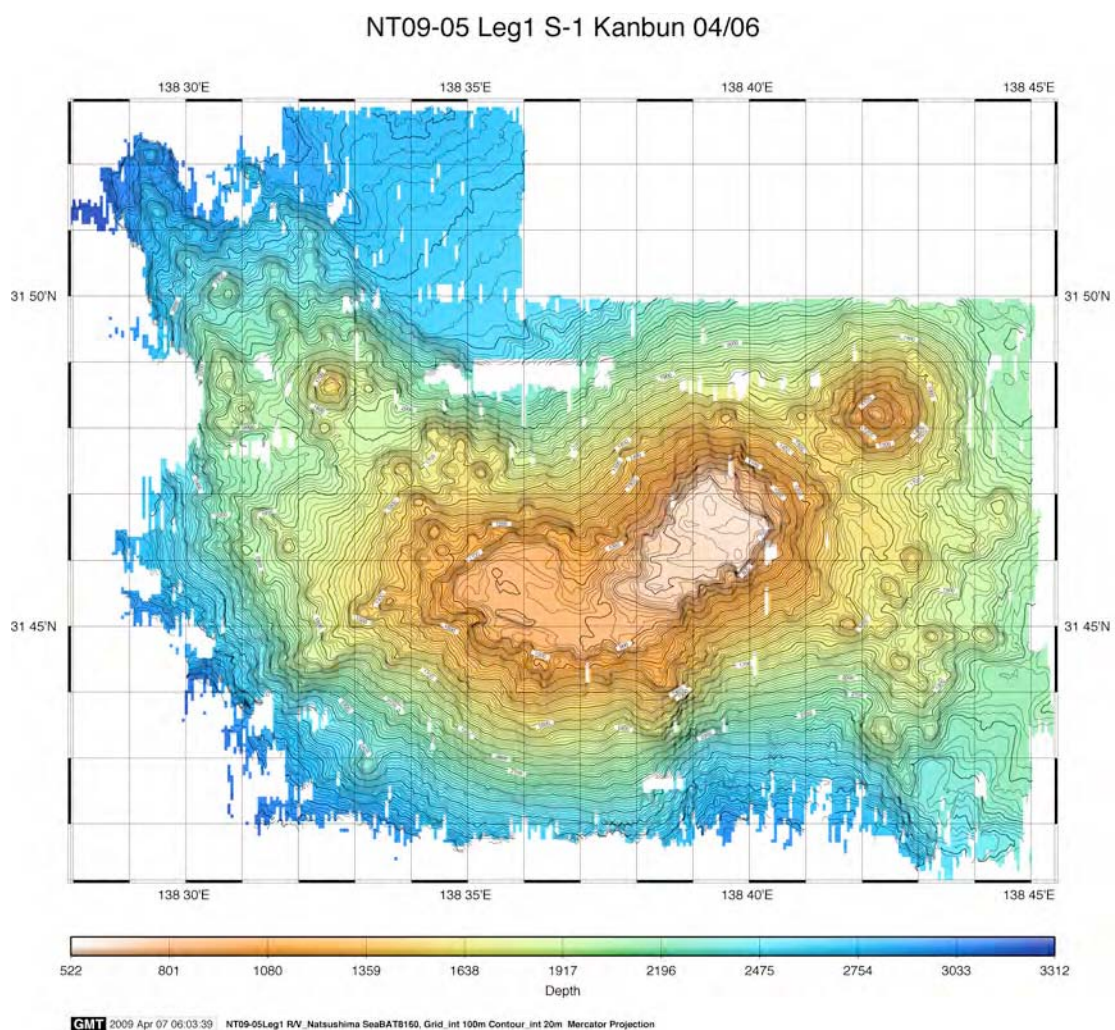 NT09-05 Leg1 S-1 Kanbun 04/06
138 30'E 138 35'E 138 40'E 138 45'E
31 50'N 31 50'N
31 45'N 31 45'N
138 30'E 138 35'E 138 40'E 138 45'E
522 801 1080 1359 1638 1917 2196 2475 2754 3033 3312
Depth
GMT 2009 Apr 07 06:03:39 NT09-05Leg1 R/V_Natsushima SeaBAT8160, Grid_int 100m Contour_int 20m Mercator Projection